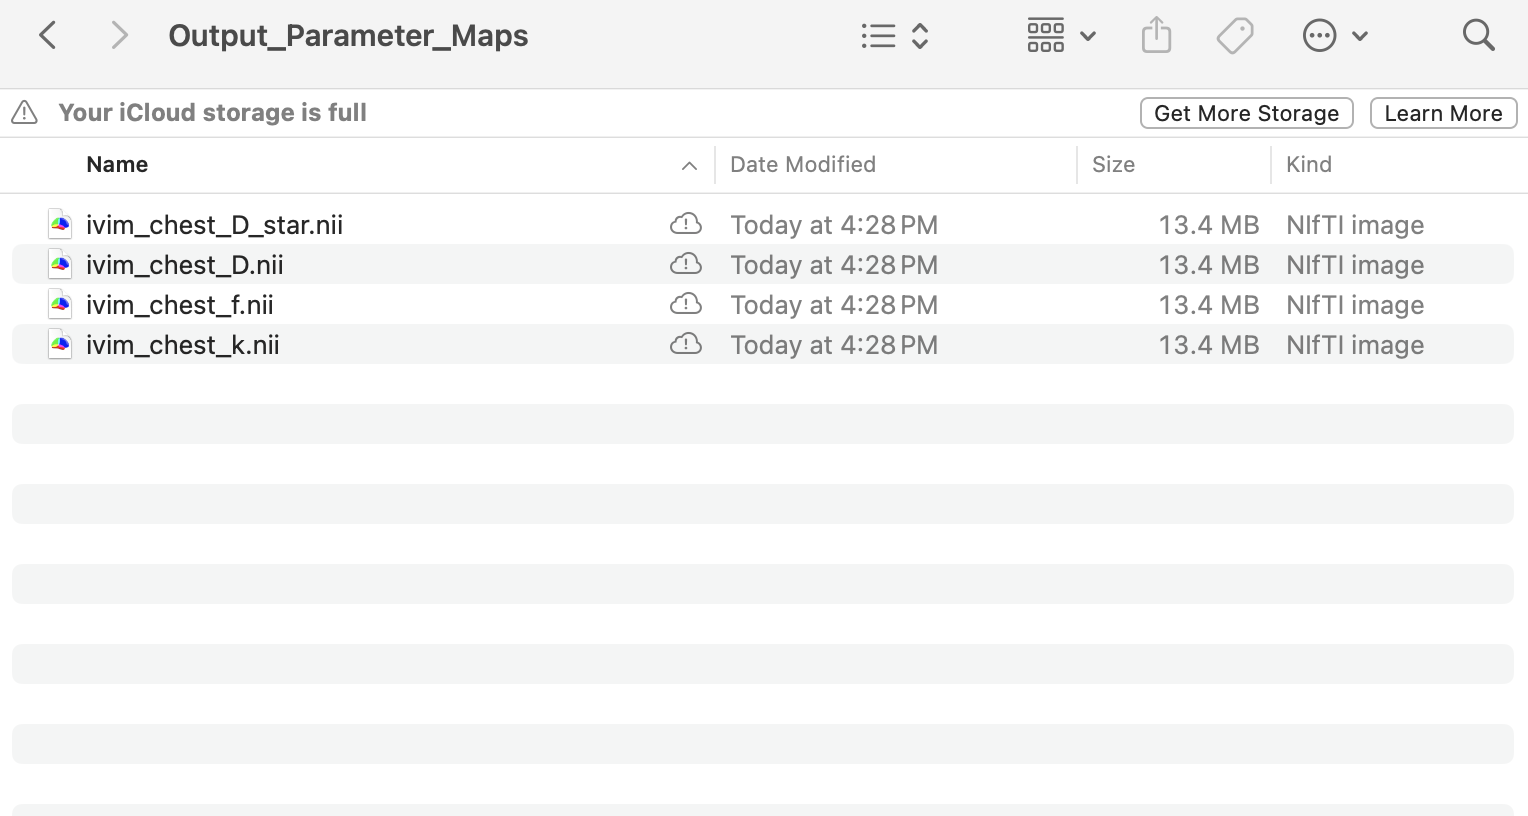 Output_Parameter_Maps
Your iCloud storage is full
Get More Storage
Learn More
Name
Date Modified
Size
Kind
ivim_chest_D_star.nii Today at 4:28 PM 13.4 MB NIfTI image
ivim_chest_D.nii Today at 4:28 PM 13.4 MB NIfTI image
ivim_chest_f.nii Today at 4:28 PM 13.4 MB NIfTI image
ivim_chest_k.nii Today at 4:28 PM 13.4 MB NIfTI image